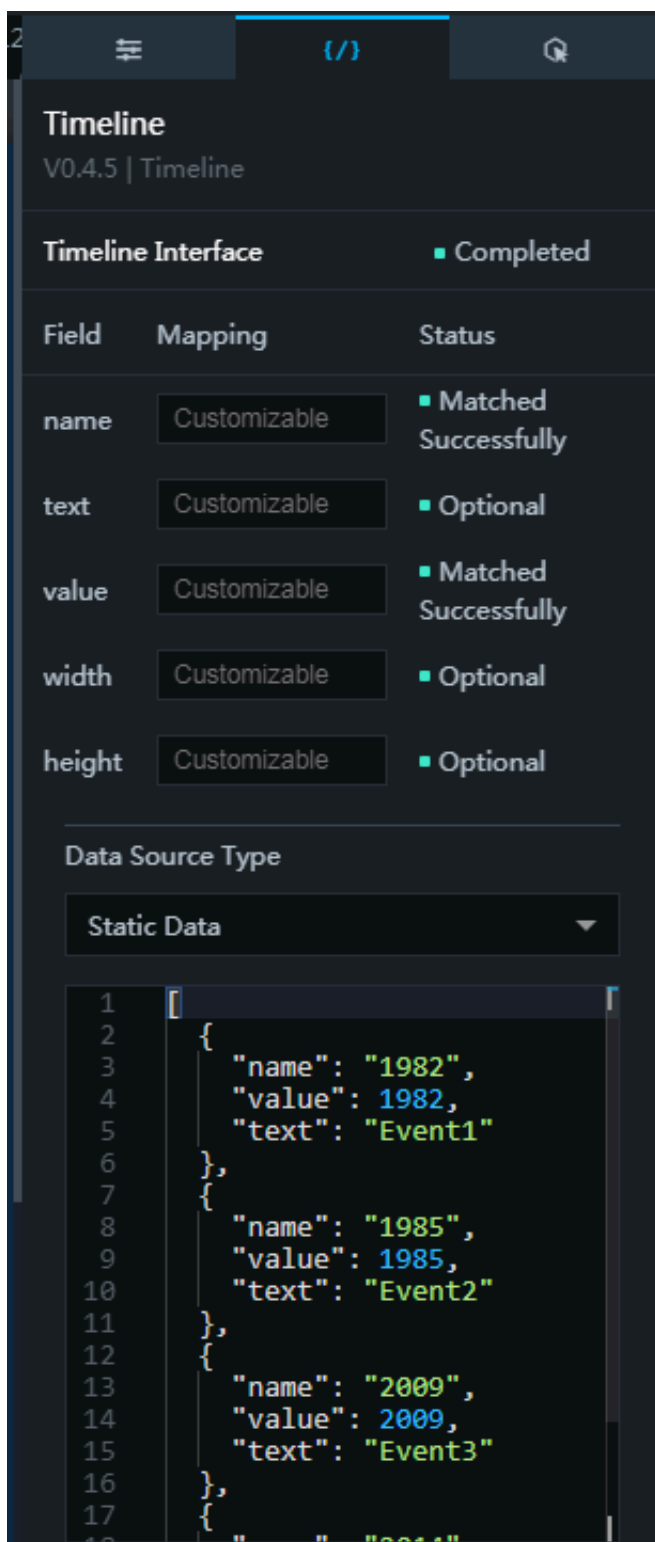 {/}
Timeline
V0.4.5 | Timeline
Timeline Interface Completed
Field Mapping Status
name Customizable Matched Successfully
text Customizable Optional
value Customizable Matched Successfully
width Customizable Optional
height Customizable Optional
Data Source Type
Static Data
1 [
2 {
3 "name": "1982",
4 "value": 1982,
5 "text": "Event1"
6 },
7 {
8 "name": "1985",
9 "value": 1985,
10 "text": "Event2"
11 },
12 {
13 "name": "2009",
14 "value": 2009,
15 "text": "Event3"
16 },
17 {